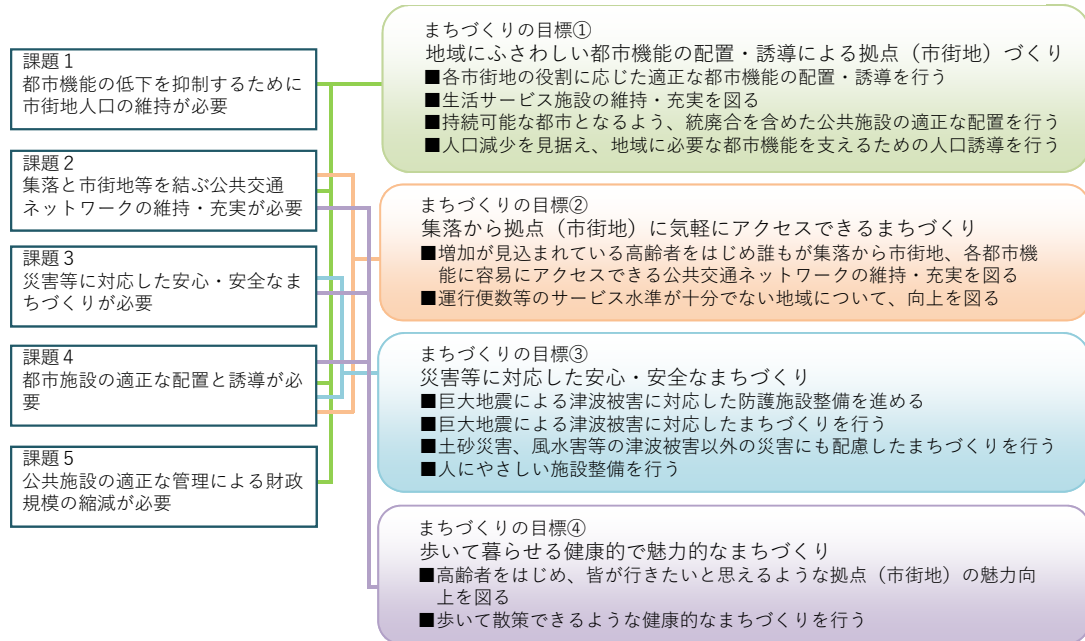 課題1
都市機能の低下を抑制するために
市街地人口の維持が必要
課題2
集落と市街地等を結ぶ公共交通
ネットワークの維持・充実が必要
課題3
災害等に対応した安心・安全なま
ちづくりが必要
課題4
都市施設の適正な配置と誘導が必
要
課題5
公共施設の適正な管理による財政
規模の縮減が必要
まちづくりの目標①
地域にふさわしい都市機能の配置・誘導による拠点（市街地）づくり
■各市街地の役割に応じた適正な都市機能の配置・誘導を行う
■生活サービス施設の維持・充実を図る
■持続可能な都市となるよう、統廃合を含めた公共施設の適正な配置を行う
■人口減少を見据え、地域に必要な都市機能を支えるための人口誘導を行う
まちづくりの目標②
集落から拠点（市街地）に気軽にアクセスできるまちづくり
■増加が見込まれている高齢者をはじめ誰もが集落から市街地、各都市機
能に容易にアクセスできる公共交通ネットワークの維持・充実を図る
■運行便数等のサービス水準が十分でない地域について、向上を図る
まちづくりの目標③
災害等に対応した安心・安全なまちづくり
■巨大地震による津波被害に対応した防護施設整備を進める
■巨大地震による津波被害に対応したまちづくりを行う
■土砂災害、風水害等の津波被害以外の災害にも配慮したまちづくりを行う
■人にやさしい施設整備を行う
まちづくりの目標④
歩いて暮らせる健康的で魅力的なまちづくり
■高齢者をはじめ、皆が行きたいと思えるような拠点（市街地）の魅力向
上を図る
■歩いて散策できるような健康的なまちづくりを行う